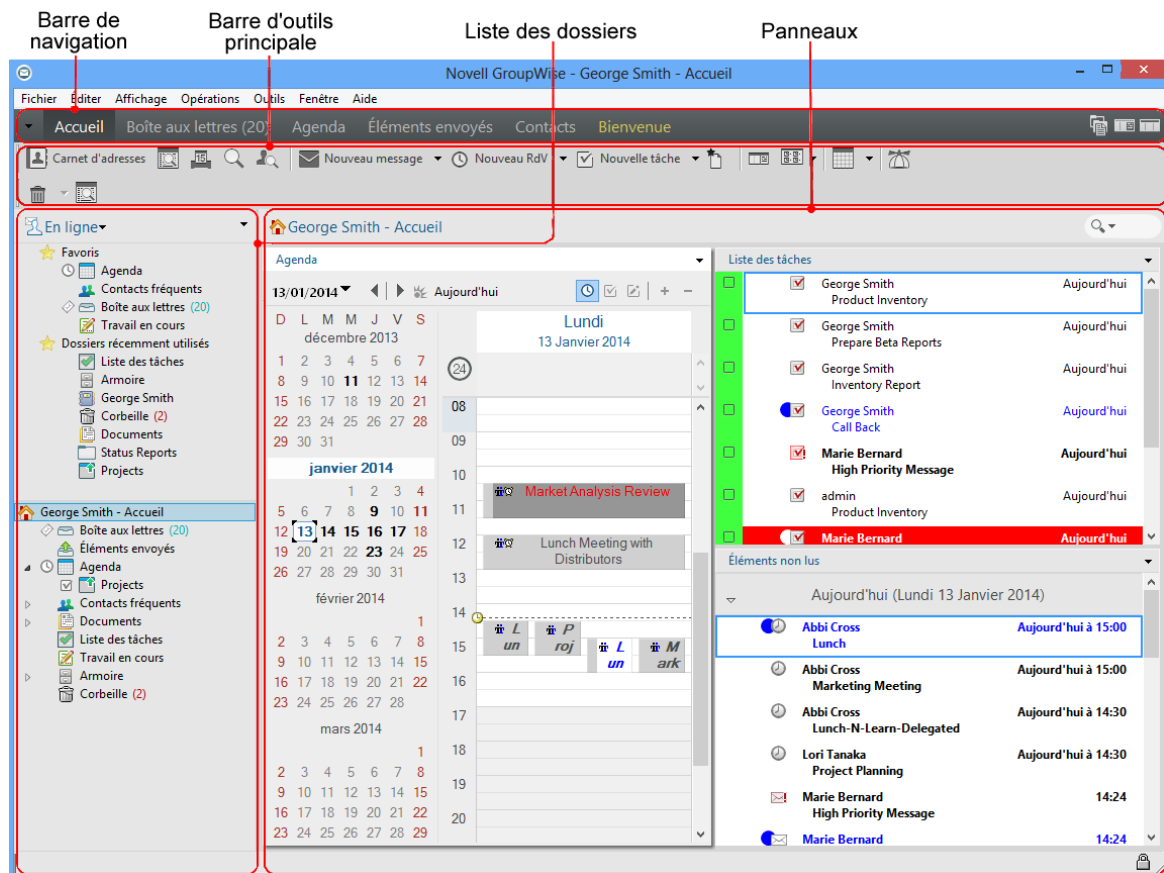 Barre de
navigation
Barre d'outils
principale
Liste des dossiers
Panneaux
Novell GroupWise - George Smith - Accueil
Fichier Éditer Affichage Opérations Outils Fenêtre Aide
Accueil Boîte aux lettres (20) Agenda Éléments envoyés Contacts Bienvenue
Carnet d'adresses Nouveau message Nouveau RdV Nouvelle tâche
En ligne
Favoris
Agenda
Contacts fréquents
Boîte aux lettres (20)
Travail en cours
Dossiers récemment utilisés
Liste des tâches
Armoire
George Smith
Corbeille (2)
Documents
Status Reports
Projects
George Smith - Accueil
Boîte aux lettres (20)
Éléments envoyés
Agenda
Projects
Contacts fréquents
Documents
Liste des tâches
Travail en cours
Armoire
Corbeille (2)
George Smith - Accueil
Agenda
13/01/2014 Aujourd'hui
D L M M J V S
décembre 2013
1 2 3 4 5 6 7
8 9 10 11 12 13 14
15 16 17 18 19 20 21
22 23 24 25 26 27 28
29 30 31
janvier 2014
1 2 3 4
5 6 7 8 9 10 11
12 13 14 15 16 17 18
19 20 21 22 23 24 25
26 27 28 29 30 31
février 2014
1
2 3 4 5 6 7 8
9 10 11 12 13 14 15
16 17 18 19 20 21 22
23 24 25 26 27 28
mars 2014
1
2 3 4 5 6 7 8
9 10 11 12 13 14 15
16 17 18 19 20 21 22
23 24 25 26 27 28 29
Lundi
13 Janvier 2014
24
08
09
10
Market Analysis Review
11
12
Lunch Meeting with
Distributors
13
14
L P
un roj
15
L M
un ark
16
17
18
19
20
Liste des tâches
George Smith Aujourd'hui
Product Inventory
George Smith Aujourd'hui
Prepare Beta Reports
George Smith Aujourd'hui
Inventory Report
George Smith Aujourd'hui
Call Back
Marie Bernard Aujourd'hui
High Priority Message
admin Aujourd'hui
Product Inventory
Marie Bernard Aujourd'hui
Éléments non lus
Aujourd'hui (Lundi 13 Janvier 2014)
Abbi Cross Aujourd'hui à 15:00
Lunch
Abbi Cross Aujourd'hui à 15:00
Marketing Meeting
Abbi Cross Aujourd'hui à 14:30
Lunch-N-Learn-Delegated
Lori Tanaka Aujourd'hui à 14:30
Project Planning
Marie Bernard 14:24
High Priority Message
Marie Bernard 14:24